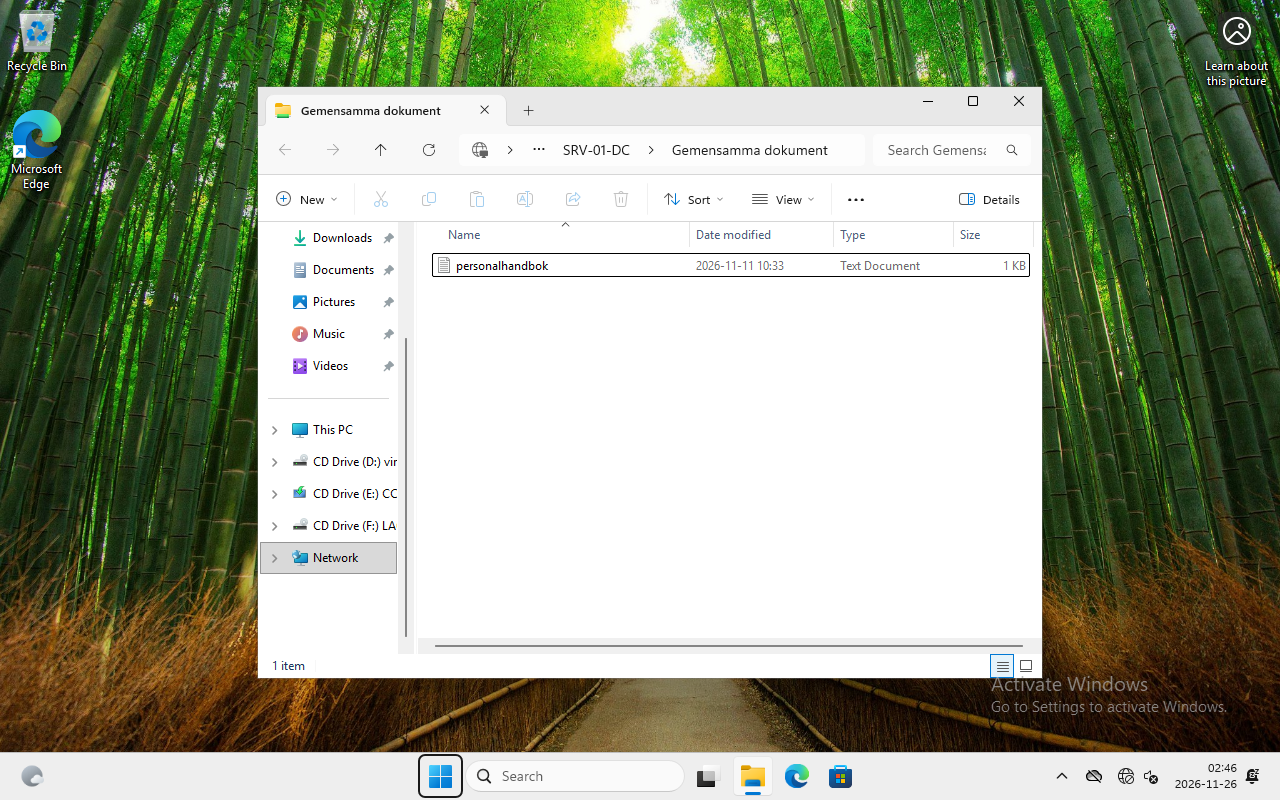 Recycle Bin
Microsoft
Edge
Learn about
this picture
Gemensamma dokument
SRV-01-DC
Gemensamma dokument
Search Gemensa
New
Sort
View
Details
Downloads
Documents
Pictures
Music
Videos
This PC
CD Drive (D:) vir
CD Drive (E:) CC
CD Drive (F:) LA
Network
Name
Date modified
Type
Size
personalhandbok
2026-11-11 10:33
Text Document
1 KB
1 item
Activate Windows
Go to Settings to activate Windows.
Search
02:46
2026-11-26